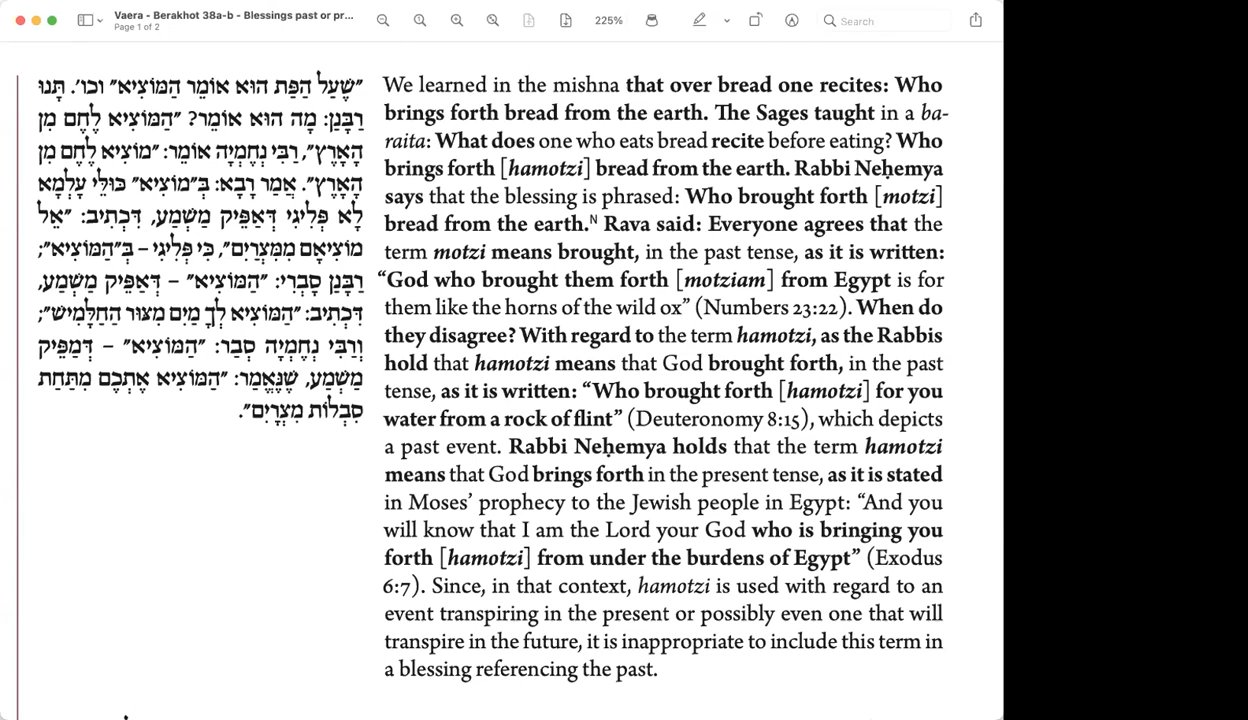 Vaera - Berakhot 38a-b - Blessings past or pr...
Page 1 of 2
225%
Search
״שֶׁעַל הַפַּת הוּא אוֹמֵר הַמּוֹצִיא״ וכו׳. תָּנוּ
רַבָּנַן: מָה הוּא אוֹמֵר? ״הַמּוֹצִיא לֶחֶם מִן
הָאָרֶץ״, רַבִּי נְחֶמְיָה אוֹמֵר: ״מוֹצִיא לֶחֶם מִן
הָאָרֶץ״. אֲמַר רָבָא: בְּ״מוֹצִיא״ כּוּלֵּי עָלְמָא
לָא פְּלִיגִי דְּאַפֵּיק מַשְׁמַע, דִּכְתִיב: ״אֵל
מוֹצִיאָם מִמִּצְרַיִם״, כִּי פְּלִיגִי – בְּ״הַמּוֹצִיא״;
רַבָּנַן סָבְרִי: ״הַמּוֹצִיא״ – דְּאַפֵּיק מַשְׁמַע,
דִּכְתִיב: ״הַמּוֹצִיא לְךָ מַיִם מִצּוּר הַחַלָּמִישׁ״;
וְרַבִּי נְחֶמְיָה סָבַר: ״הַמּוֹצִיא״ – דְּמַפֵּיק
מַשְׁמַע, שֶׁנֶּאֱמַר: ״הַמּוֹצִיא אֶתְכֶם מִתַּחַת
סִבְלוֹת מִצְרָיִם״.
We learned in the mishna that over bread one recites: Who
brings forth bread from the earth. The Sages taught in a ba-
raita: What does one who eats bread recite before eating? Who
brings forth [hamotzi] bread from the earth. Rabbi Neḥemya
says that the blessing is phrased: Who brought forth [motzi]
bread from the earth.N Rava said: Everyone agrees that the
term motzi means brought, in the past tense, as it is written:
“God who brought them forth [motziam] from Egypt is for
them like the horns of the wild ox” (Numbers 23:22). When do
they disagree? With regard to the term hamotzi, as the Rabbis
hold that hamotzi means that God brought forth, in the past
tense, as it is written: “Who brought forth [hamotzi] for you
water from a rock of flint” (Deuteronomy 8:15), which depicts
a past event. Rabbi Neḥemya holds that the term hamotzi
means that God brings forth in the present tense, as it is stated
in Moses’ prophecy to the Jewish people in Egypt: “And you
will know that I am the Lord your God who is bringing you
forth [hamotzi] from under the burdens of Egypt” (Exodus
6:7). Since, in that context, hamotzi is used with regard to an
event transpiring in the present or possibly even one that will
transpire in the future, it is inappropriate to include this term in
a blessing referencing the past.